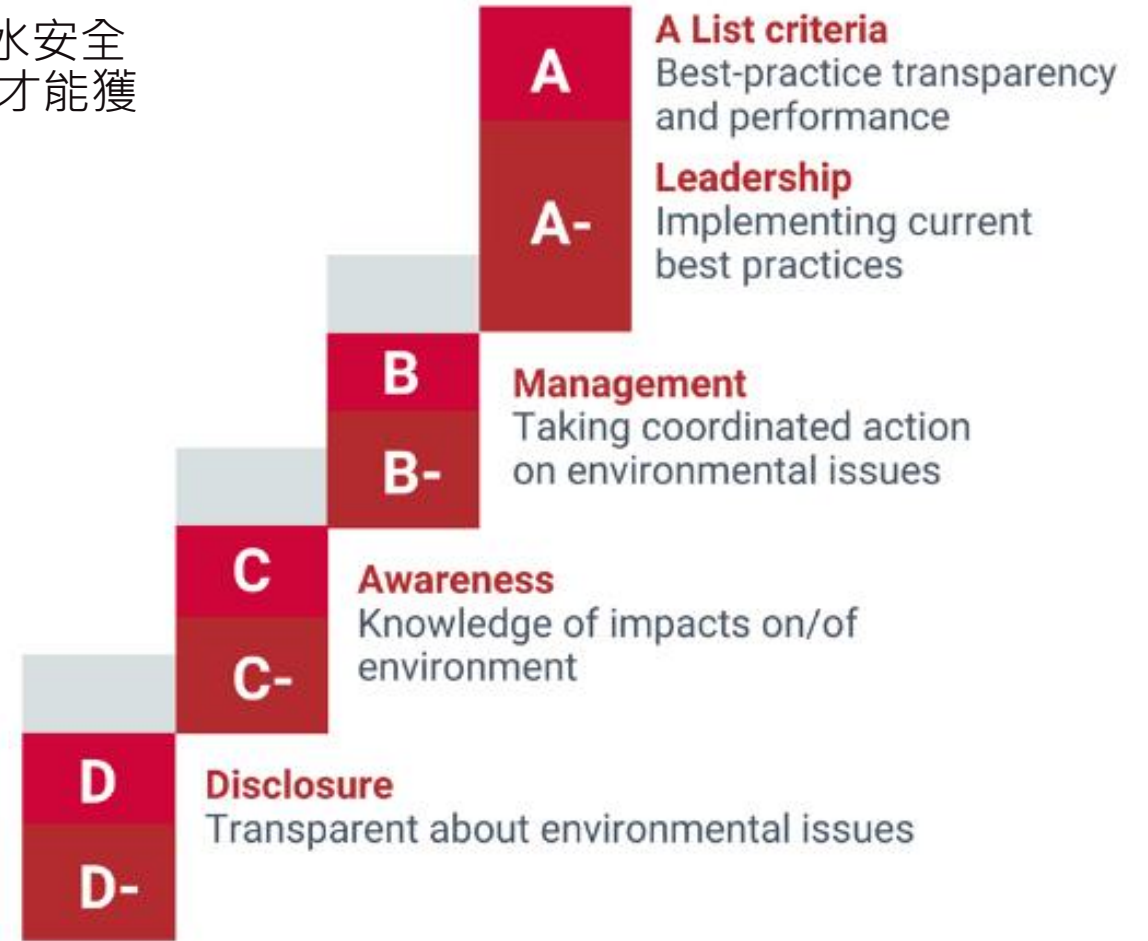 水安全
才能獲
A
A List criteria
Best-practice transparency
and performance
A-
Leadership
Implementing current
best practices
B
Management
Taking coordinated action
on environmental issues
B-
C
Awareness
Knowledge of impacts on/of
environment
C-
D
Disclosure
Transparent about environmental issues
D-